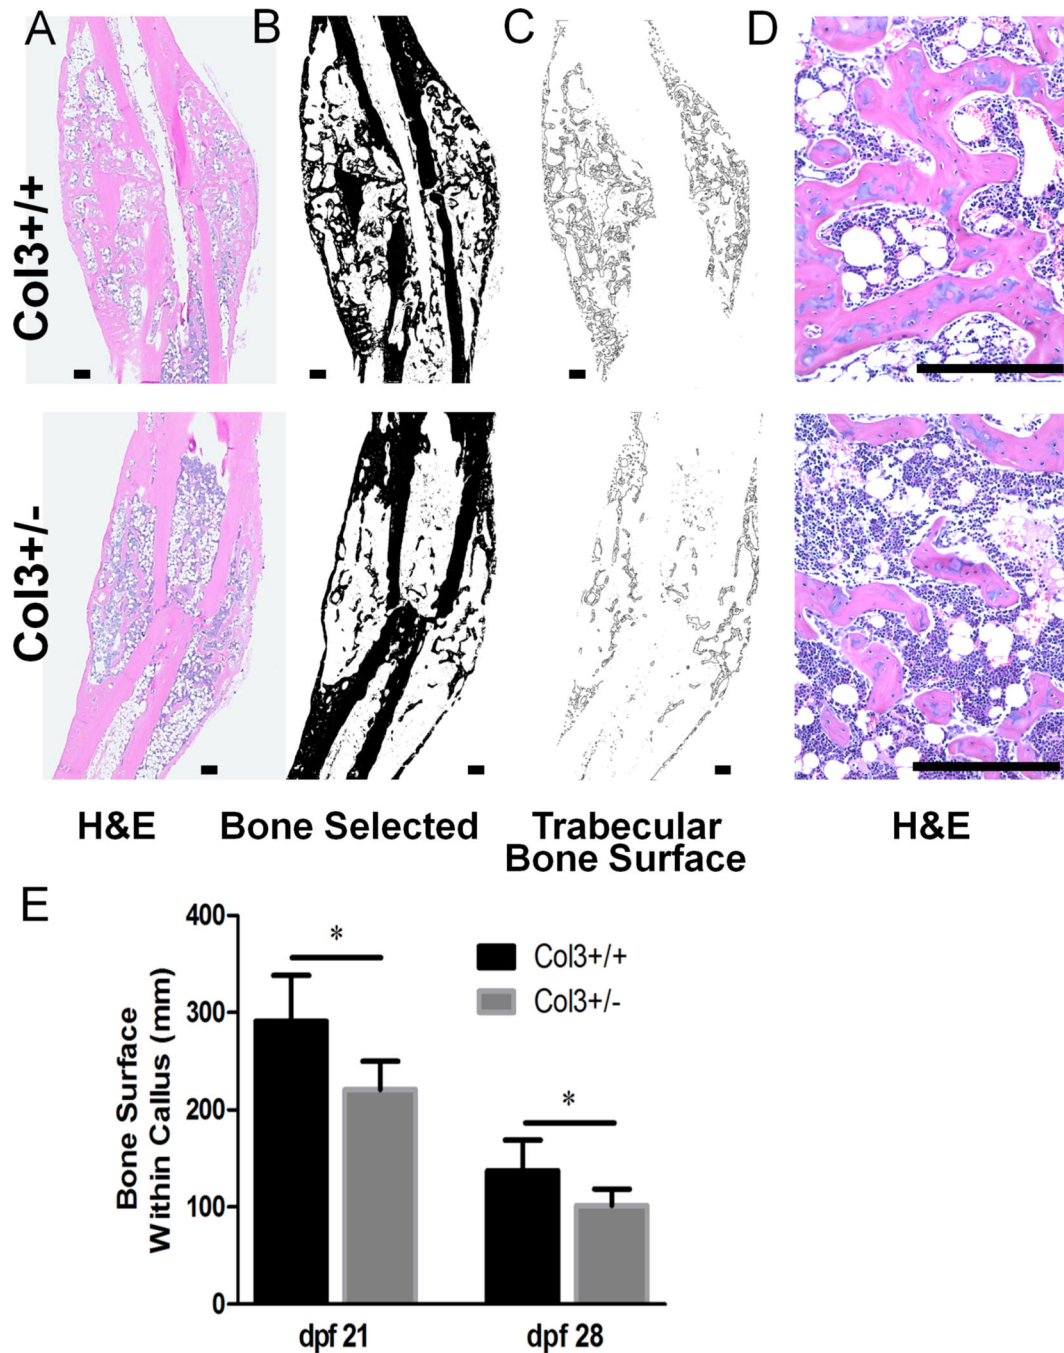 A B C D
Col3+/+
Col3+/-
H&E Bone Selected Trabecular H&E
Bone Surface
E
400
300
200
100
0
Bone Surface
Within Callus (mm)
*
*
Col3+/+
Col3+/-
dpf 21 dpf 28